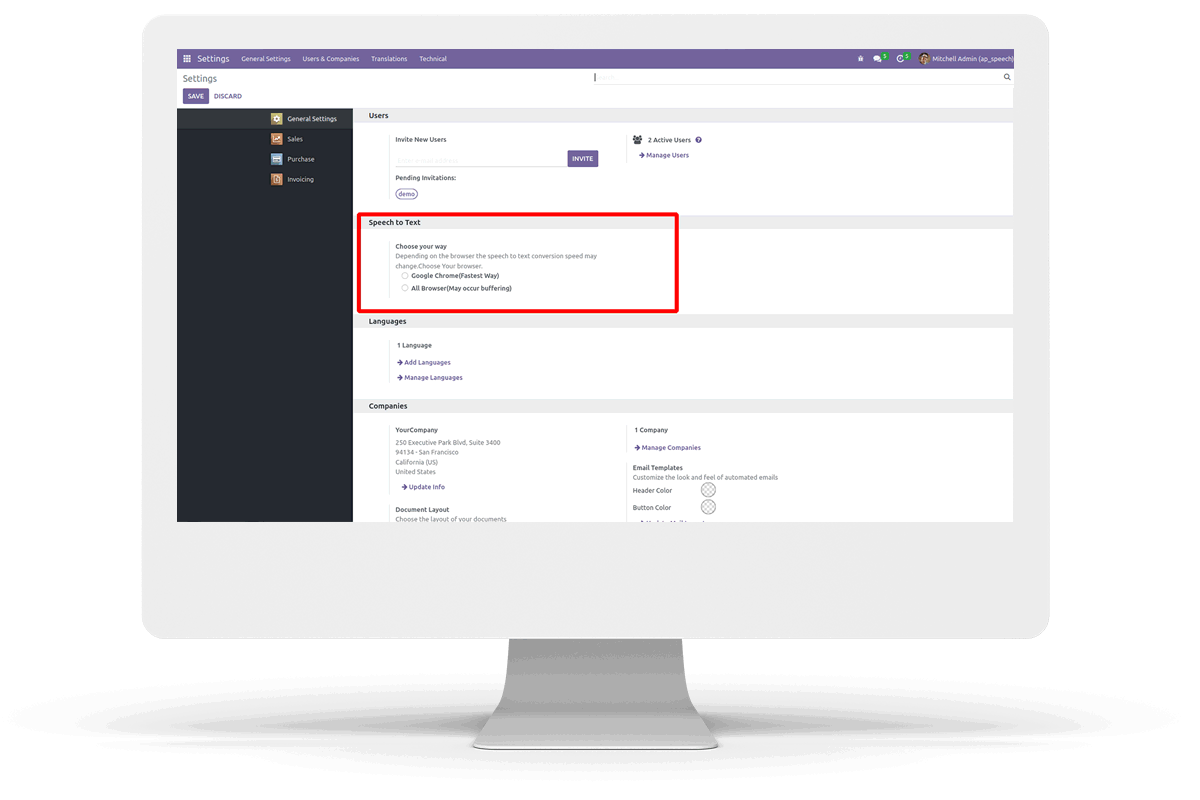 Settings General Settings Users & Companies Translations Technical 5 5 Mitchell Admin (ap_speech)
Settings
SAVE DISCARD
General Settings
Sales
Purchase
Invoicing
Users
Invite New Users
INVITE
Pending Invitations:
demo
2 Active Users
Manage Users
Speech to Text
Choose your way
Depending on the browser the speech to text conversion speed may
change.Choose Your browser.
Google Chrome(Fastest Way)
All Browser(May occur buffering)
Languages
1 Language
Add Languages
Manage Languages
Companies
YourCompany
250 Executive Park Blvd, Suite 3400
94134 - San Francisco
California (US)
United States
Update Info
1 Company
Manage Companies
Email Templates
Customize the look and feel of automated emails
Header Color
Button Color
Document Layout
Choose the layout of your documents